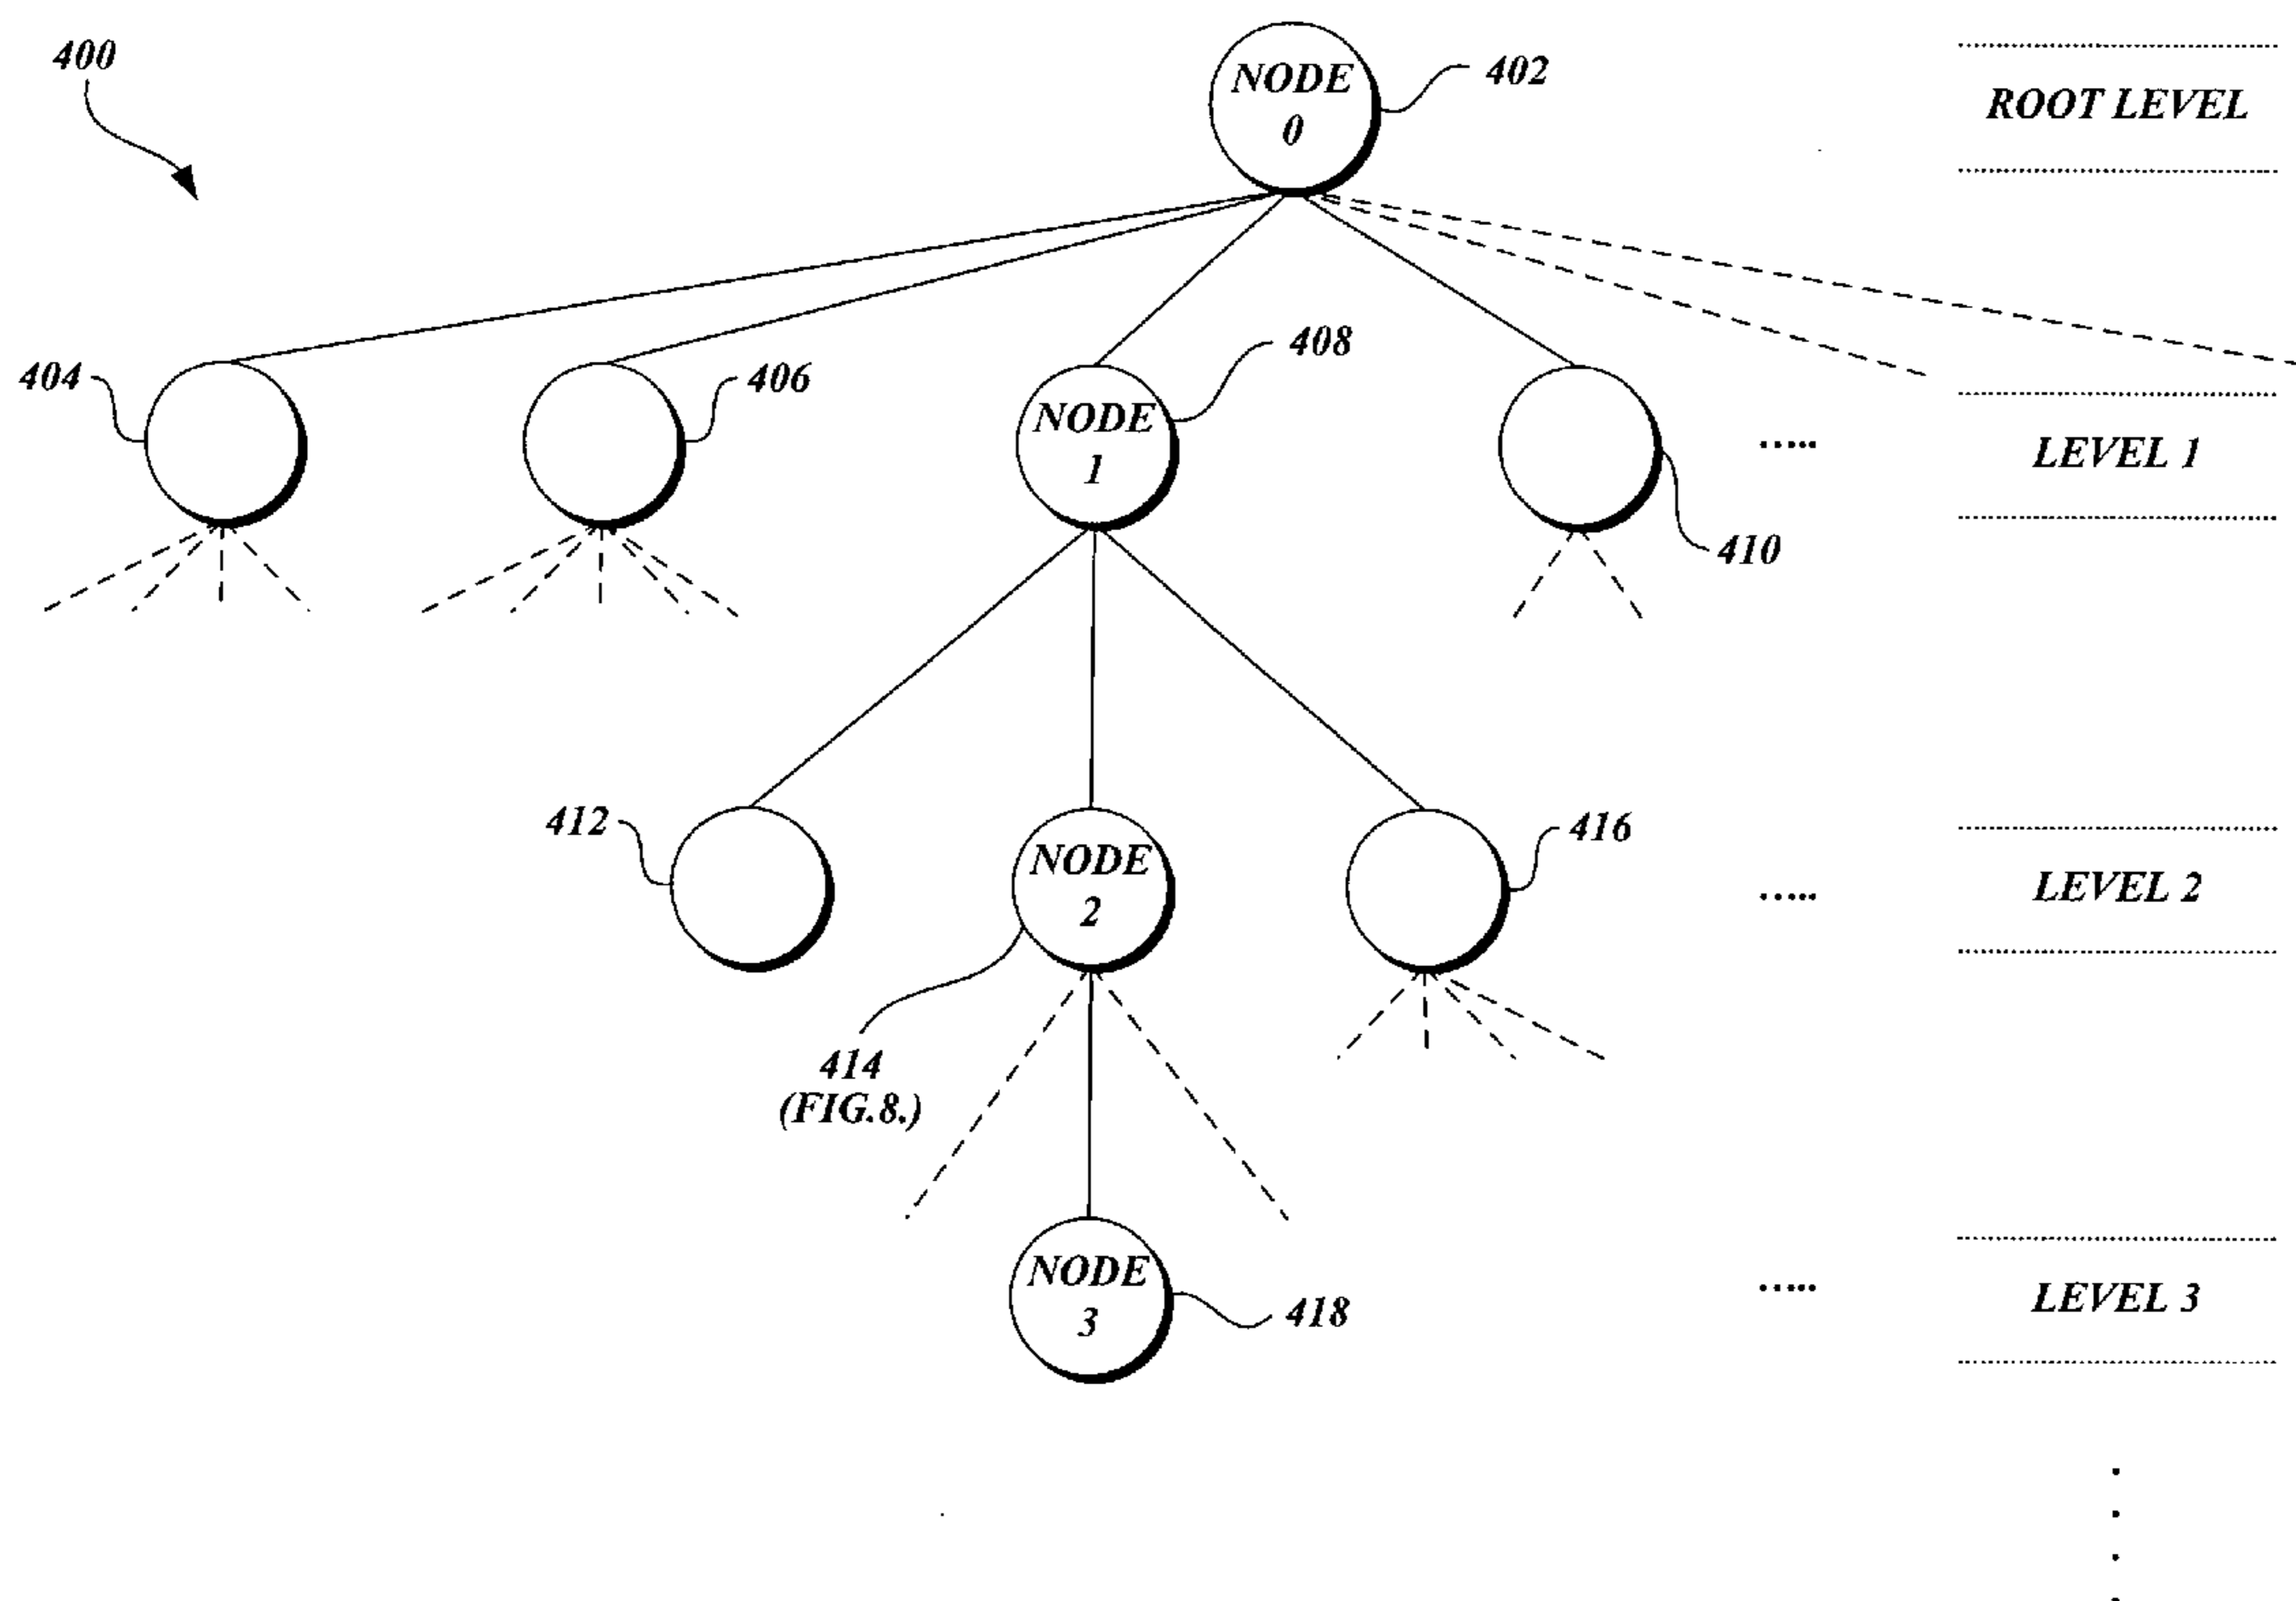 400
NODE
0
402
ROOT LEVEL
404
406
NODE
1
408
410
.....
LEVEL 1
412
NODE
2
414
(FIG.8.)
416
.....
LEVEL 2
NODE
3
418
.....
LEVEL 3